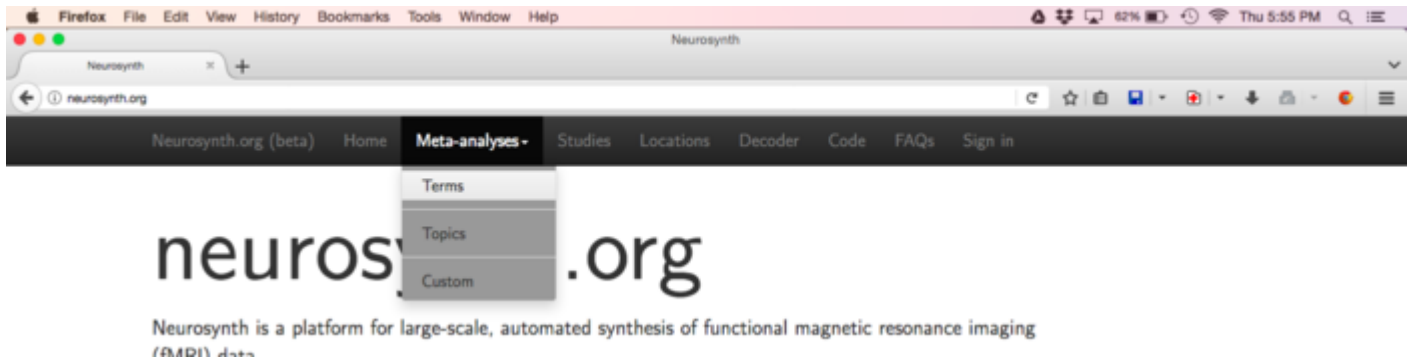 Firefox File Edit View History Bookmarks Tools Window Help 62% Thu 5:55 PM
Neurosynth
Neurosynth
neurosynth.org
Neurosynth.org (beta) Home Meta-analyses Studies Locations Decoder Code FAQs Sign in
Terms
Topics
neuros .org
Custom
Neurosynth is a platform for large-scale, automated synthesis of functional magnetic resonance imaging
(fMRI) data